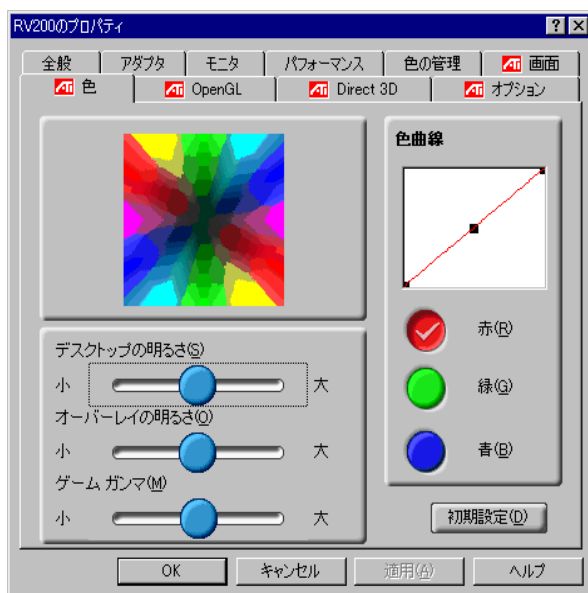 RV200のプロパティ
全般 アダプタ モニタ パフォーマンス 色の管理 ATI 画面
ATI 色 ATI OpenGL ATI Direct 3D ATI オプション
色曲線
赤(R)
緑(G)
青(B)
デスクトップの明るさ(S)
小 大
オーバーレイの明るさ(O)
小 大
ゲーム ガンマ(M)
小 大
初期設定(D)
OK キャンセル 適用(A) ヘルプ